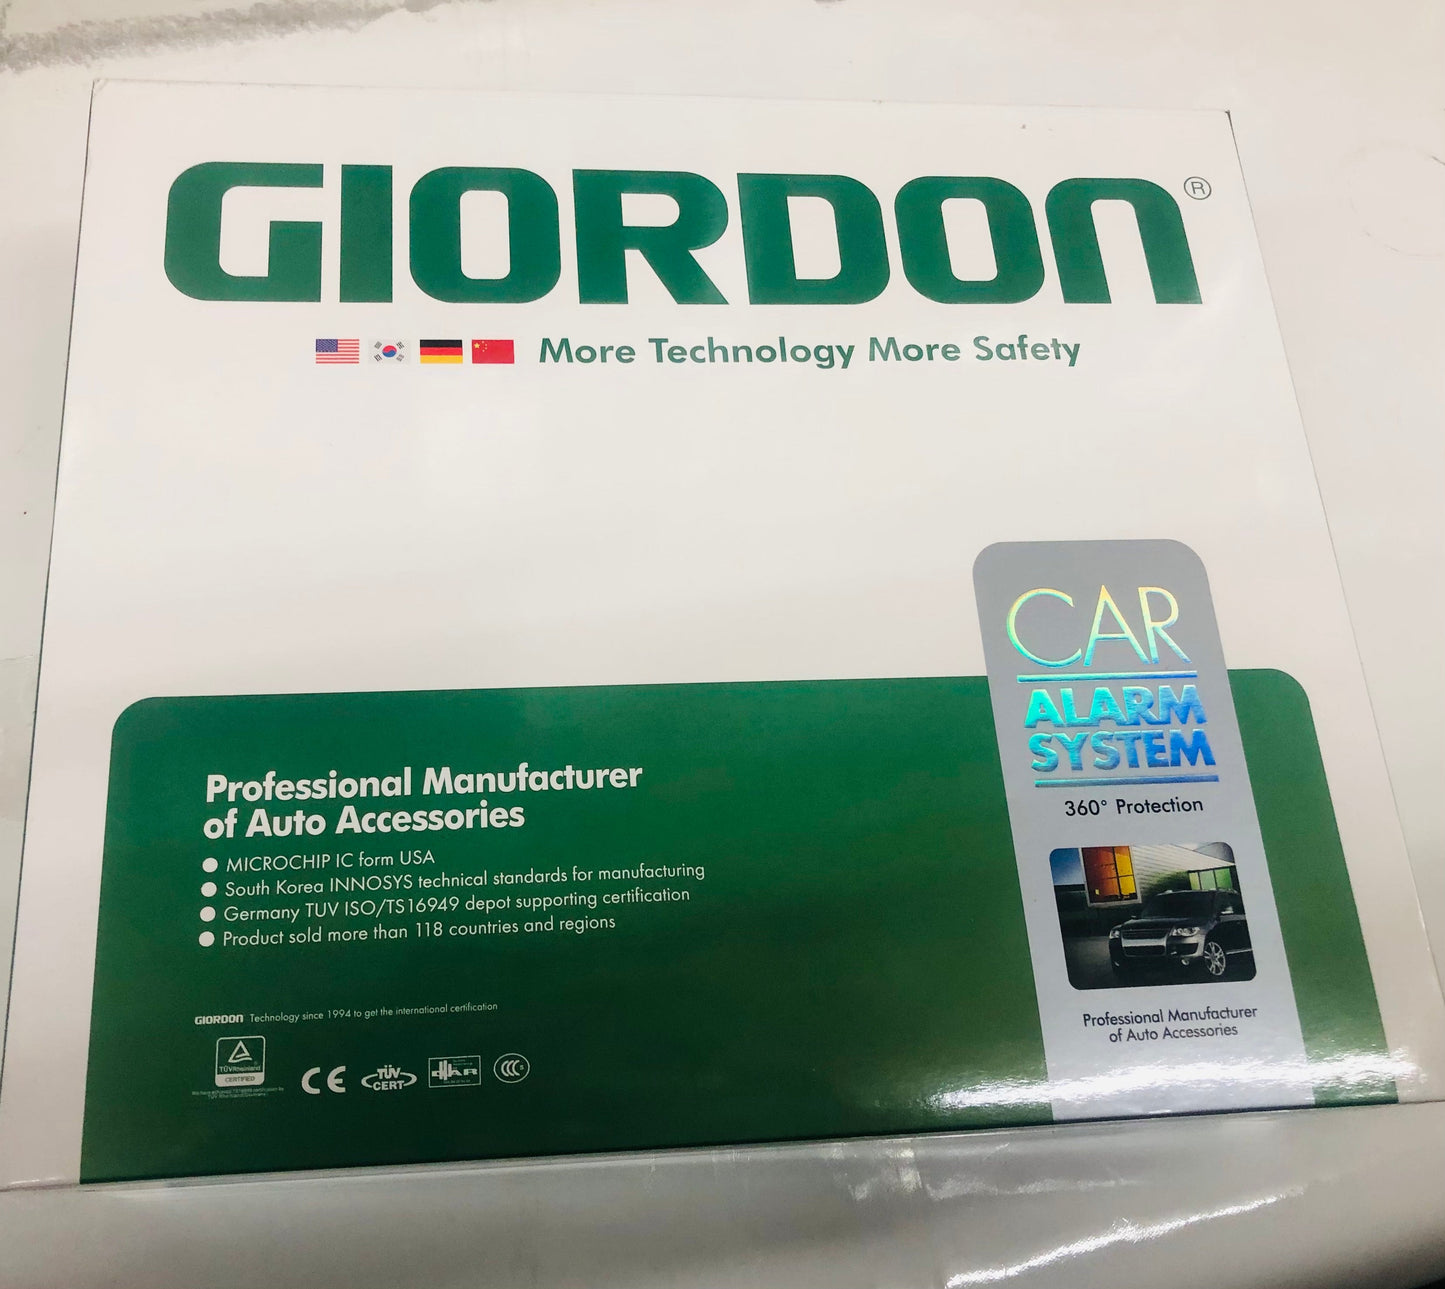 GIORDON®
More Technology More Safety
CAR
ALARM
SYSTEM
360° Protection
Professional Manufacturer
of Auto Accessories
Professional Manufacturer
of Auto Accessories
MICROCHIP IC form USA
South Korea INNOSYS technical standards for manufacturing
Germany TUV ISO/TS16949 depot supporting certification
Product sold more than 118 countries and regions
GIORDON Technology since 1994 to get the international certification
TÜVRheinland
CERTIFIED
CE
TÜV
CERT
DAR
CCC S